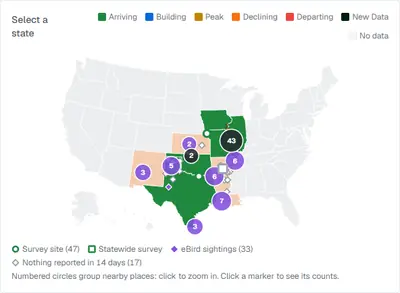 Select a state
Arriving Building Peak Declining Departing New Data
No data
43
2
2
5
6
3
6
7
3
Survey site (47) Statewide survey eBird sightings (33)
Nothing reported in 14 days (17)
Numbered circles group nearby places: click to zoom in. Click a marker to see its counts.